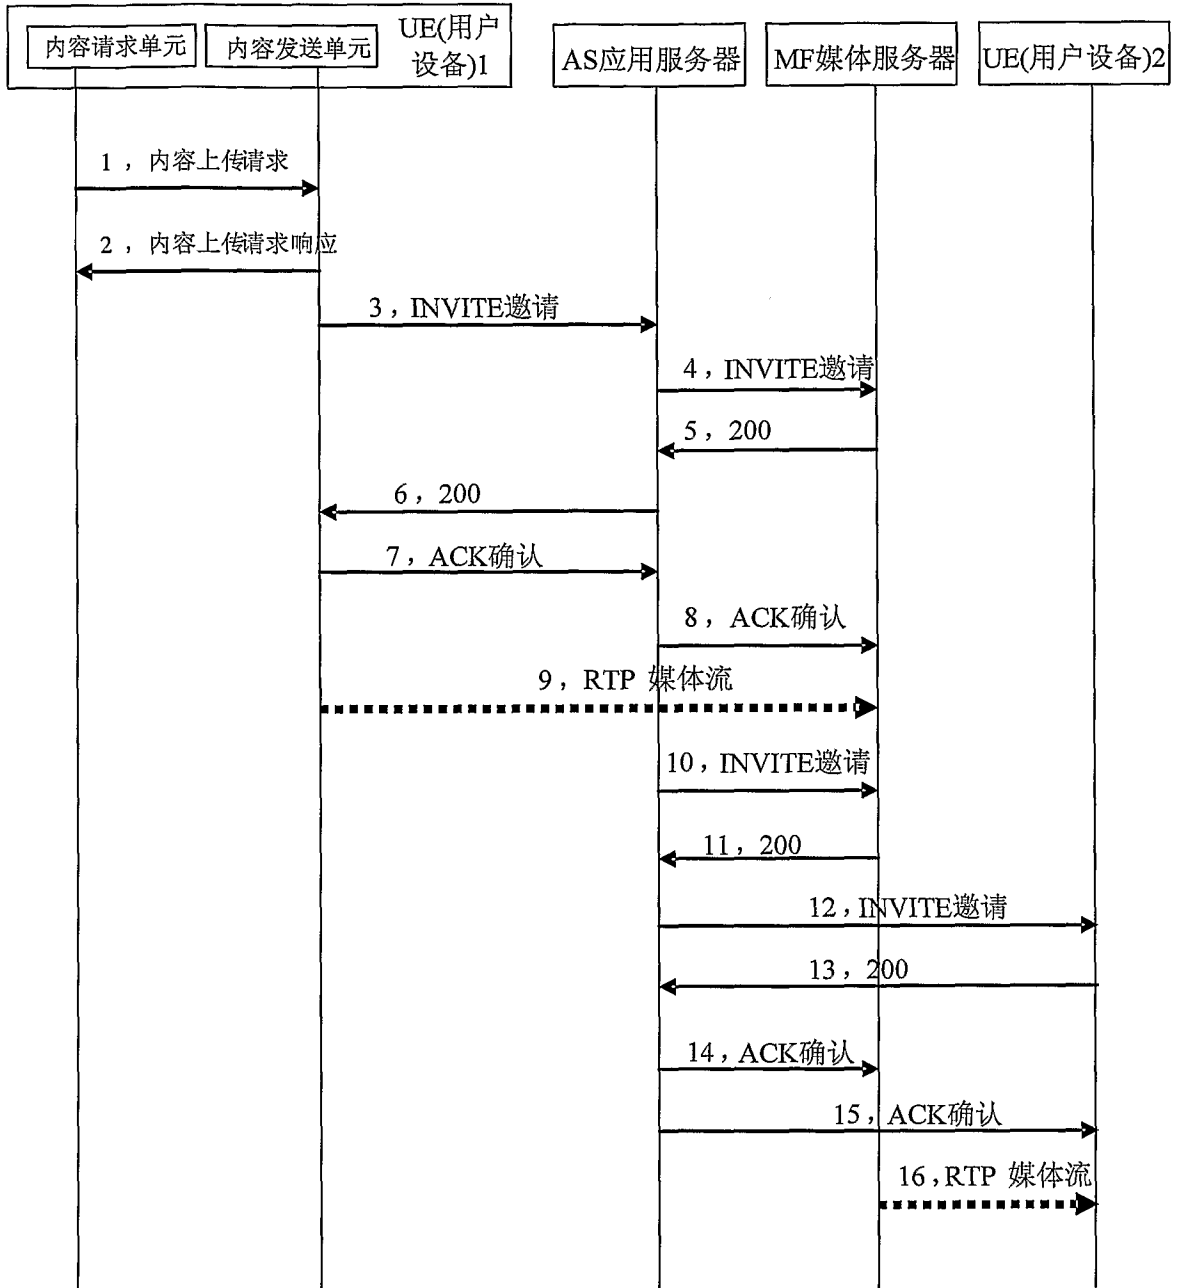 内容请求单元
内容发送单元
UE(用户
设备)1
AS应用服务器
MF媒体服务器
UE(用户设备)2
1，内容上传请求
2，内容上传请求响应
3，INVITE邀请
4，INVITE邀请
5，200
6，200
7，ACK确认
8，ACK确认
9，RTP 媒体流
10，INVITE邀请
11，200
12，INVITE邀请
13，200
14，ACK确认
15，ACK确认
16，RTP 媒体流